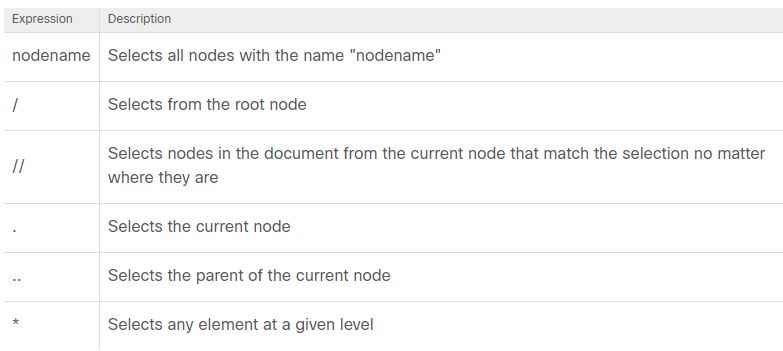 Expression Description
nodename Selects all nodes with the name "nodename"
/ Selects from the root node
// Selects nodes in the document from the current node that match the selection no matter
where they are
. Selects the current node
.. Selects the parent of the current node
* Selects any element at a given level